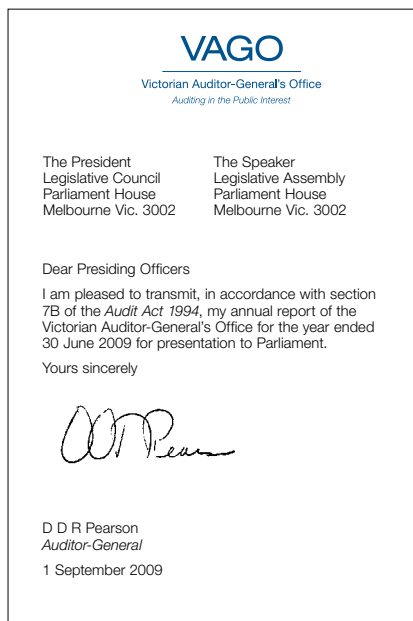 VAGO
Victorian Auditor-General's Office
Auditing in the Public Interest
The President
Legislative Council
Parliament House
Melbourne Vic. 3002
The Speaker
Legislative Assembly
Parliament House
Melbourne Vic. 3002
Dear Presiding Officers
I am pleased to transmit, in accordance with section
7B of the Audit Act 1994, my annual report of the
Victorian Auditor-General's Office for the year ended
30 June 2009 for presentation to Parliament.
Yours sincerely
D D R Pearson
Auditor-General
1 September 2009